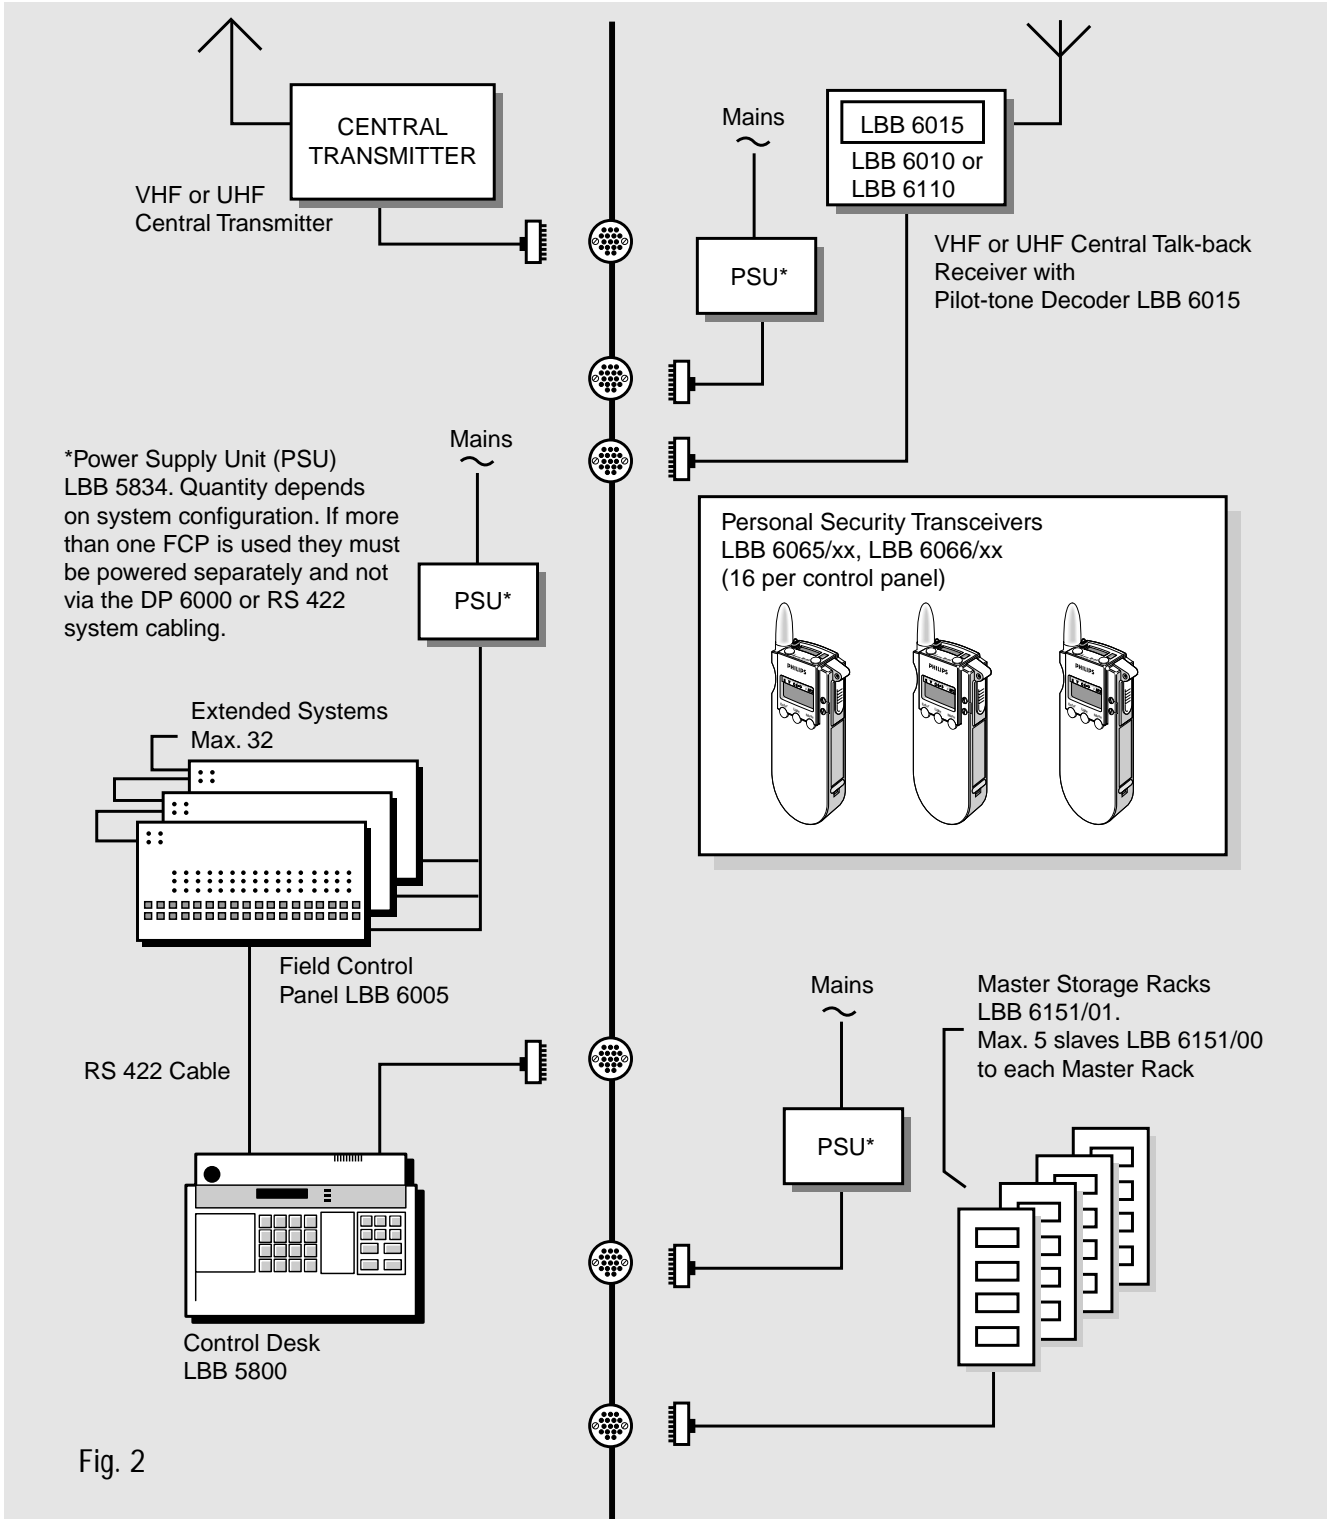 CENTRAL
TRANSMITTER
VHF or UHF
Central Transmitter
Mains
PSU*
LBB 6015
LBB 6010 or
LBB 6110
VHF or UHF Central Talk-back
Receiver with
Pilot-tone Decoder LBB 6015
*Power Supply Unit (PSU)
LBB 5834. Quantity depends
on system configuration. If more
than one FCP is used they must
be powered separately and not
via the DP 6000 or RS 422
system cabling.
Mains
PSU*
Personal Security Transceivers
LBB 6065/xx, LBB 6066/xx
(16 per control panel)
PHILIPS
PHILIPS
PHILIPS
Extended Systems
Max. 32
Field Control
Panel LBB 6005
RS 422 Cable
Control Desk
LBB 5800
Mains
PSU*
Master Storage Racks
LBB 6151/01.
Max. 5 slaves LBB 6151/00
to each Master Rack
Fig. 2